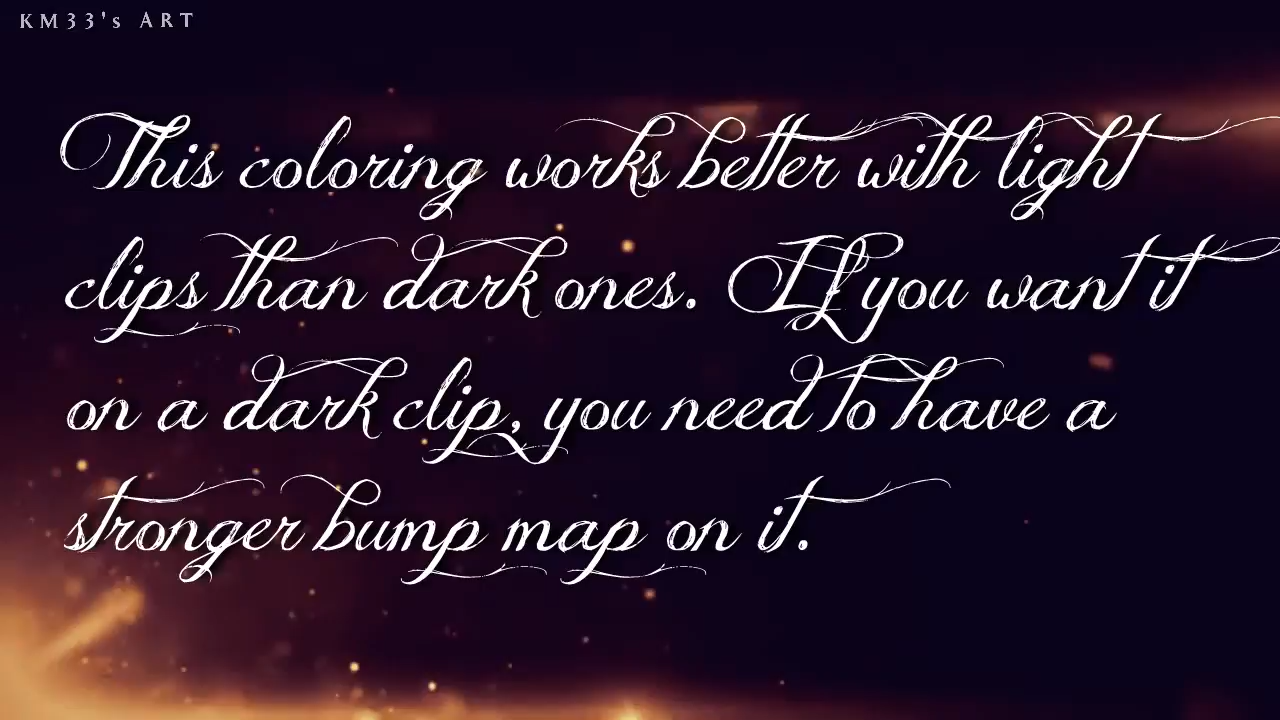 KM33's ART
This coloring works better with light
clips than dark ones. If you want it
on a dark clip, you need to have a
stronger bump map on it.